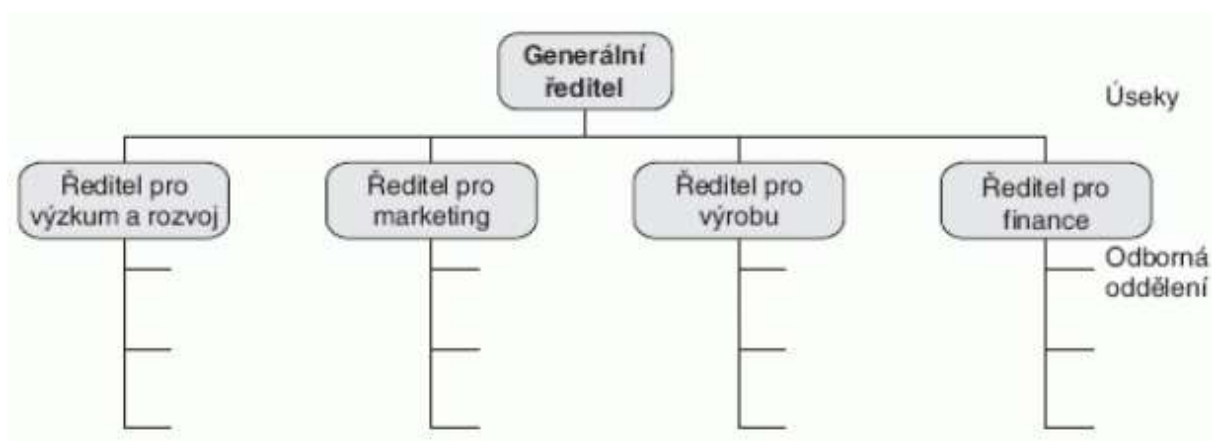 Generální
ředitel
Úseky
Ředitel pro
výzkum a rozvoj
Ředitel pro
marketing
Ředitel pro
výrobu
Ředitel pro
finance
Odborná
oddělení